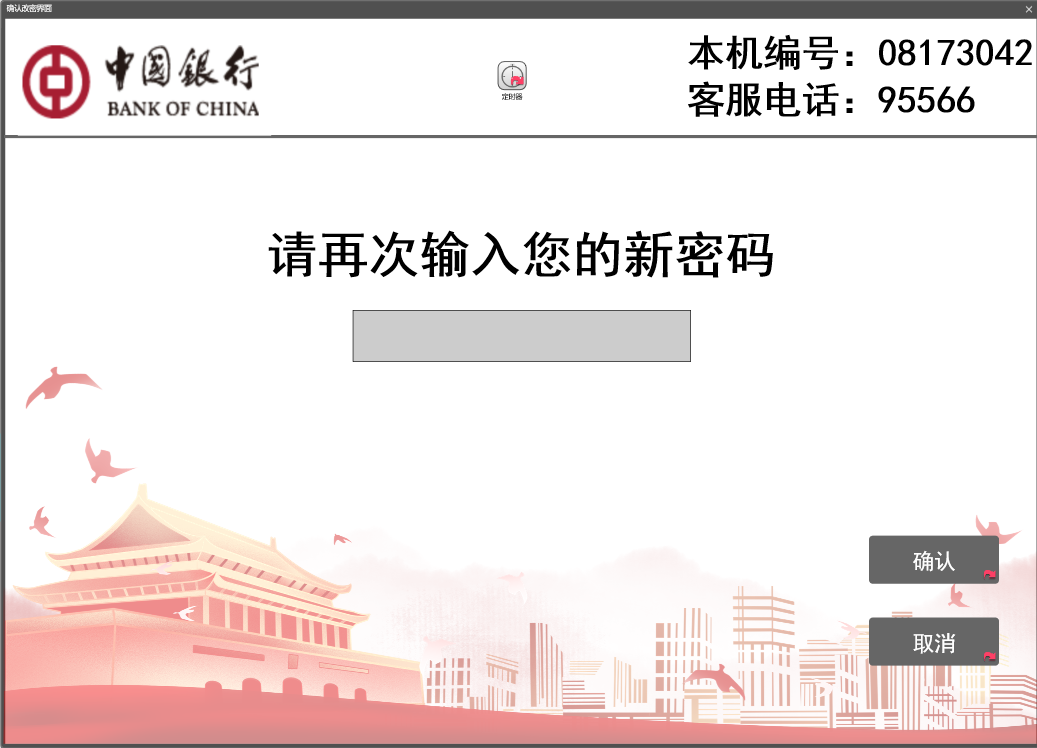 确认改密界面
中国銀行
BANK OF CHINA
定时器
本机编号：08173042
客服电话：95566
请再次输入您的新密码
确认
取消